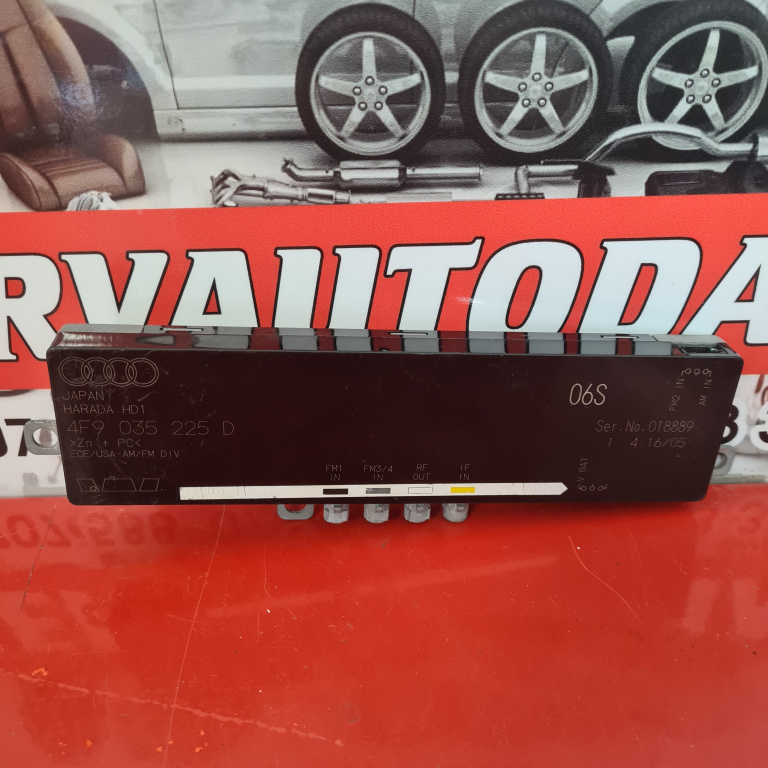 RVAUTODA
JAPAN
HARADA HD1
4F9 035 225 D
>Zn + PC<
ECE/USA-AM/FM DIV
06S
FM2 IN
AM IN
Ser.No.018889
I 4 16/05
FM1
IN
FM3/4
IN
RF
OUT
IF
IN
V BAT